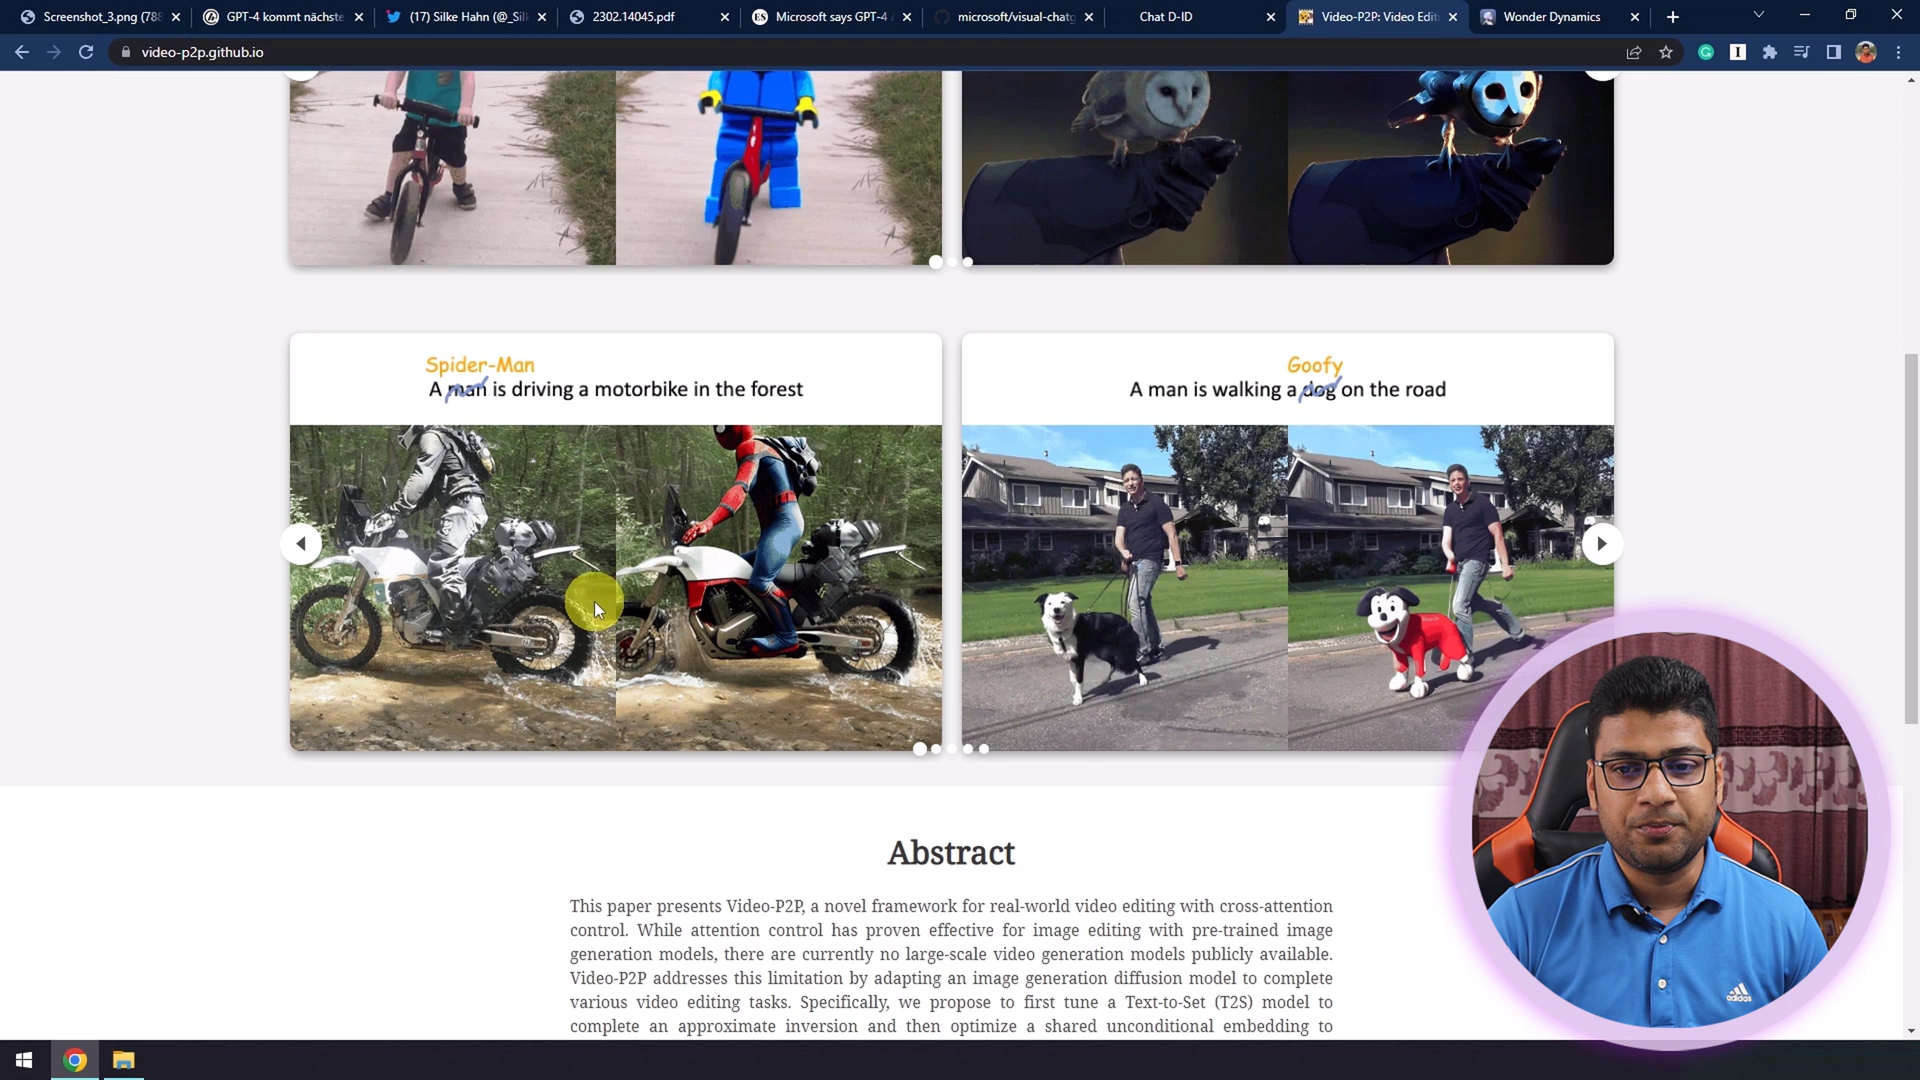 Screenshot_3.png (788
GPT-4 kommt nächste
(17) Silke Hahn (@_Sil
2302.14045.pdf
Microsoft says GPT-4
microsoft/visual-chatg
Chat D-ID
Video-P2P: Video Edit
Wonder Dynamics
video-p2p.github.io
Spider-Man
A man is driving a motorbike in the forest
Goofy
A man is walking a dog on the road
Abstract
This paper presents Video-P2P, a novel framework for real-world video editing with cross-attention
control. While attention control has proven effective for image editing with pre-trained image
generation models, there are currently no large-scale video generation models publicly available.
Video-P2P addresses this limitation by adapting an image generation diffusion model to complete
various video editing tasks. Specifically, we propose to first tune a Text-to-Set (T2S) model to
complete an approximate inversion and then optimize a shared unconditional embedding to
adidas